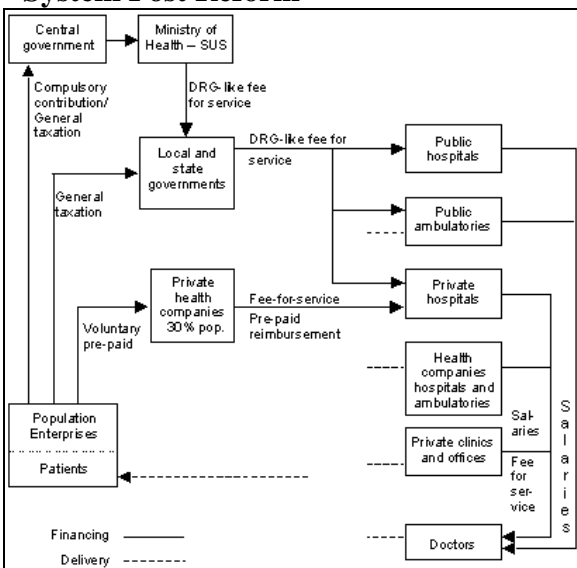 System Post-Reform
Central
government
Ministry of
Health – SUS
Compulsory
contribution/
General
taxation
DRG-like fee
for service
Local and
state
governments
DRG-like fee for
service
Public
hospitals
General
taxation
Public
ambulatories
Private
health
companies
30% pop.
Fee-for-service
Pre-paid
reimbursement
Private
hospitals
Voluntary
pre-paid
Health
companies
hospitals and
ambulatories
Population
Enterprises
Patients
Private clinics
and offices
Sal-
aries
Fee
for
ser-
vice
Salaries
Doctors
Financing
Delivery